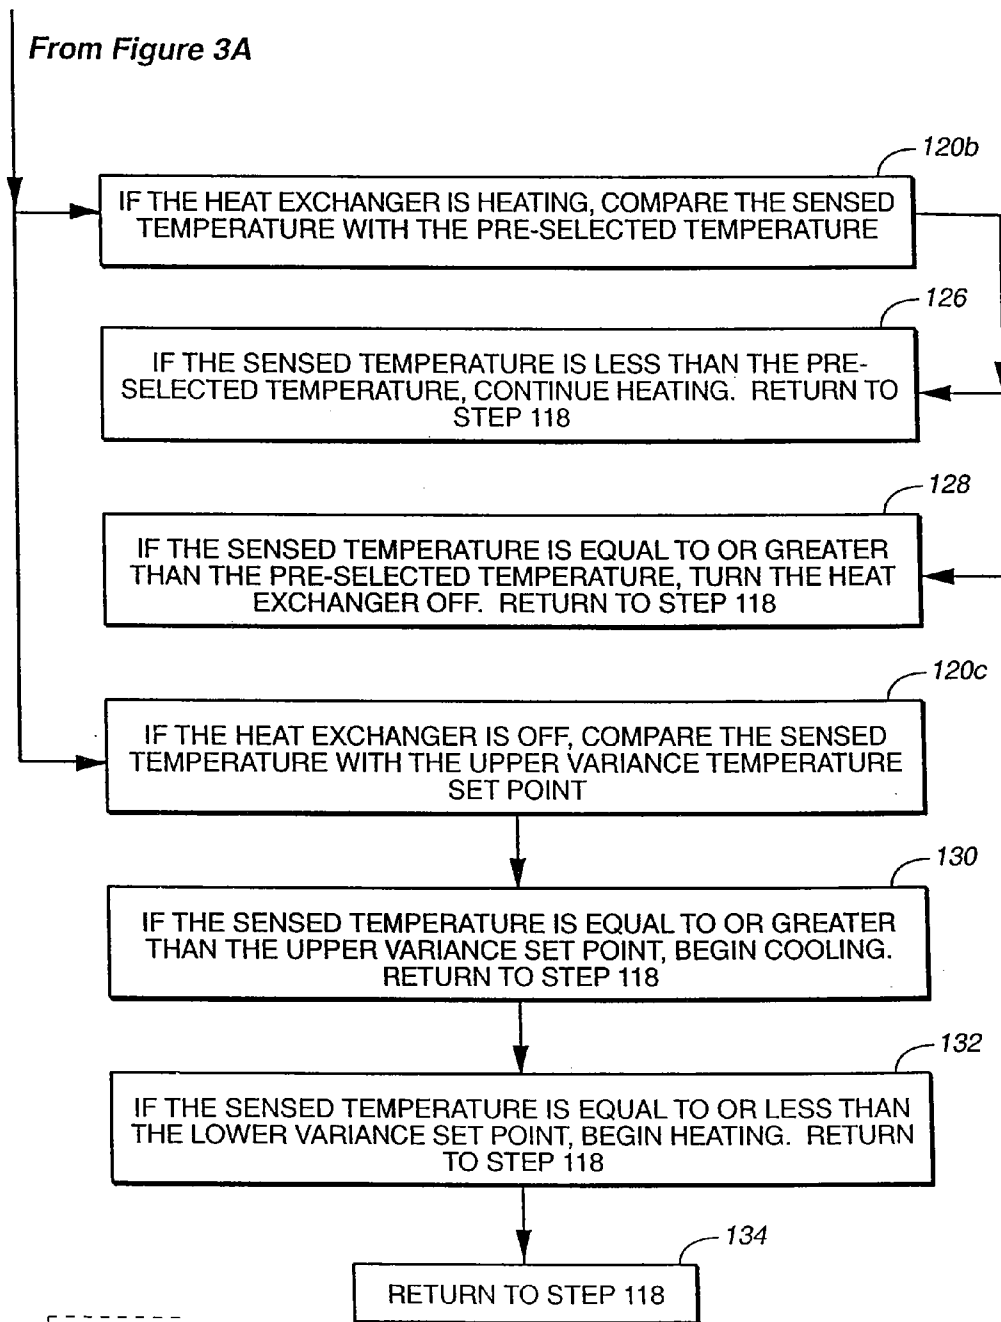 From Figure 3A
120b
IF THE HEAT EXCHANGER IS HEATING, COMPARE THE SENSED
TEMPERATURE WITH THE PRE-SELECTED TEMPERATURE
126
IF THE SENSED TEMPERATURE IS LESS THAN THE PRE-
SELECTED TEMPERATURE, CONTINUE HEATING. RETURN TO
STEP 118
128
IF THE SENSED TEMPERATURE IS EQUAL TO OR GREATER
THAN THE PRE-SELECTED TEMPERATURE, TURN THE HEAT
EXCHANGER OFF. RETURN TO STEP 118
120c
IF THE HEAT EXCHANGER IS OFF, COMPARE THE SENSED
TEMPERATURE WITH THE UPPER VARIANCE TEMPERATURE
SET POINT
130
IF THE SENSED TEMPERATURE IS EQUAL TO OR GREATER
THAN THE UPPER VARIANCE SET POINT, BEGIN COOLING.
RETURN TO STEP 118
132
IF THE SENSED TEMPERATURE IS EQUAL TO OR LESS THAN
THE LOWER VARIANCE SET POINT, BEGIN HEATING. RETURN
TO STEP 118
134
RETURN TO STEP 118